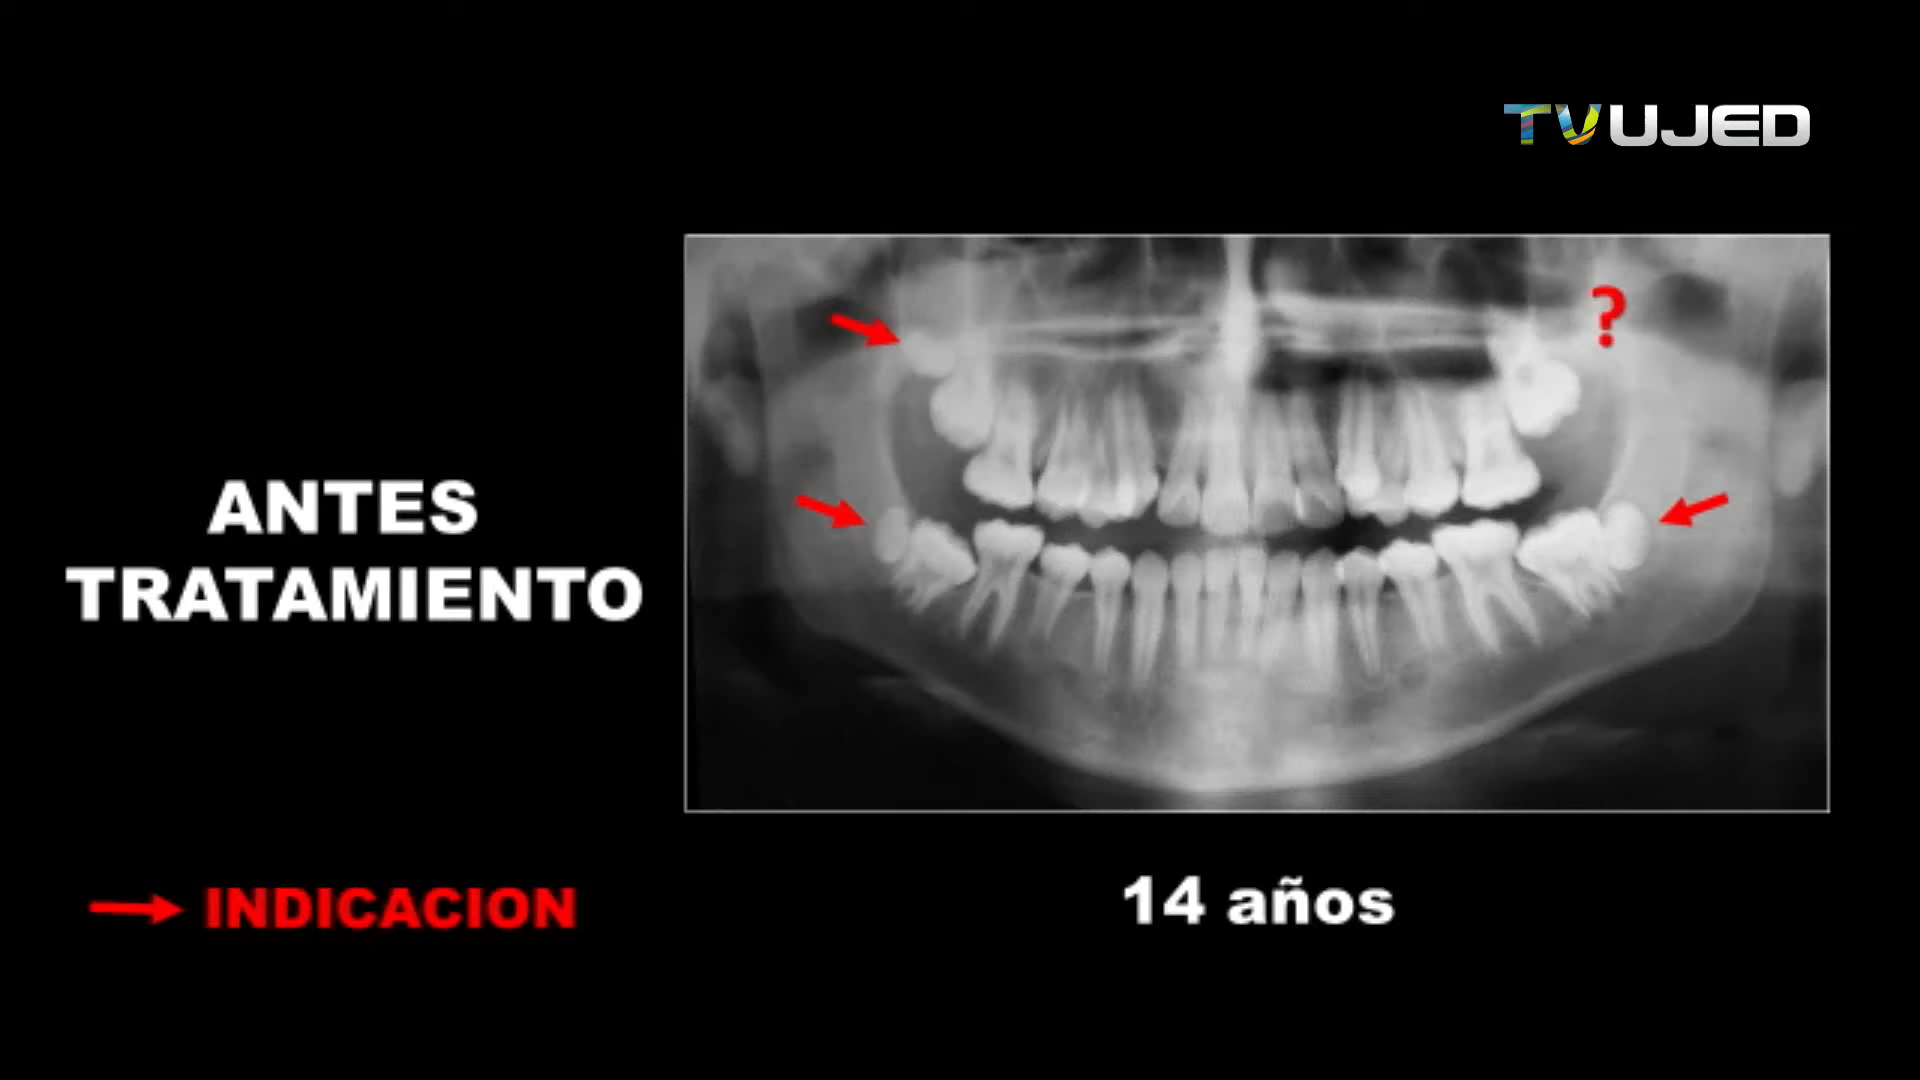 TVUJED
?
ANTES
TRATAMIENTO
INDICACION
14 años